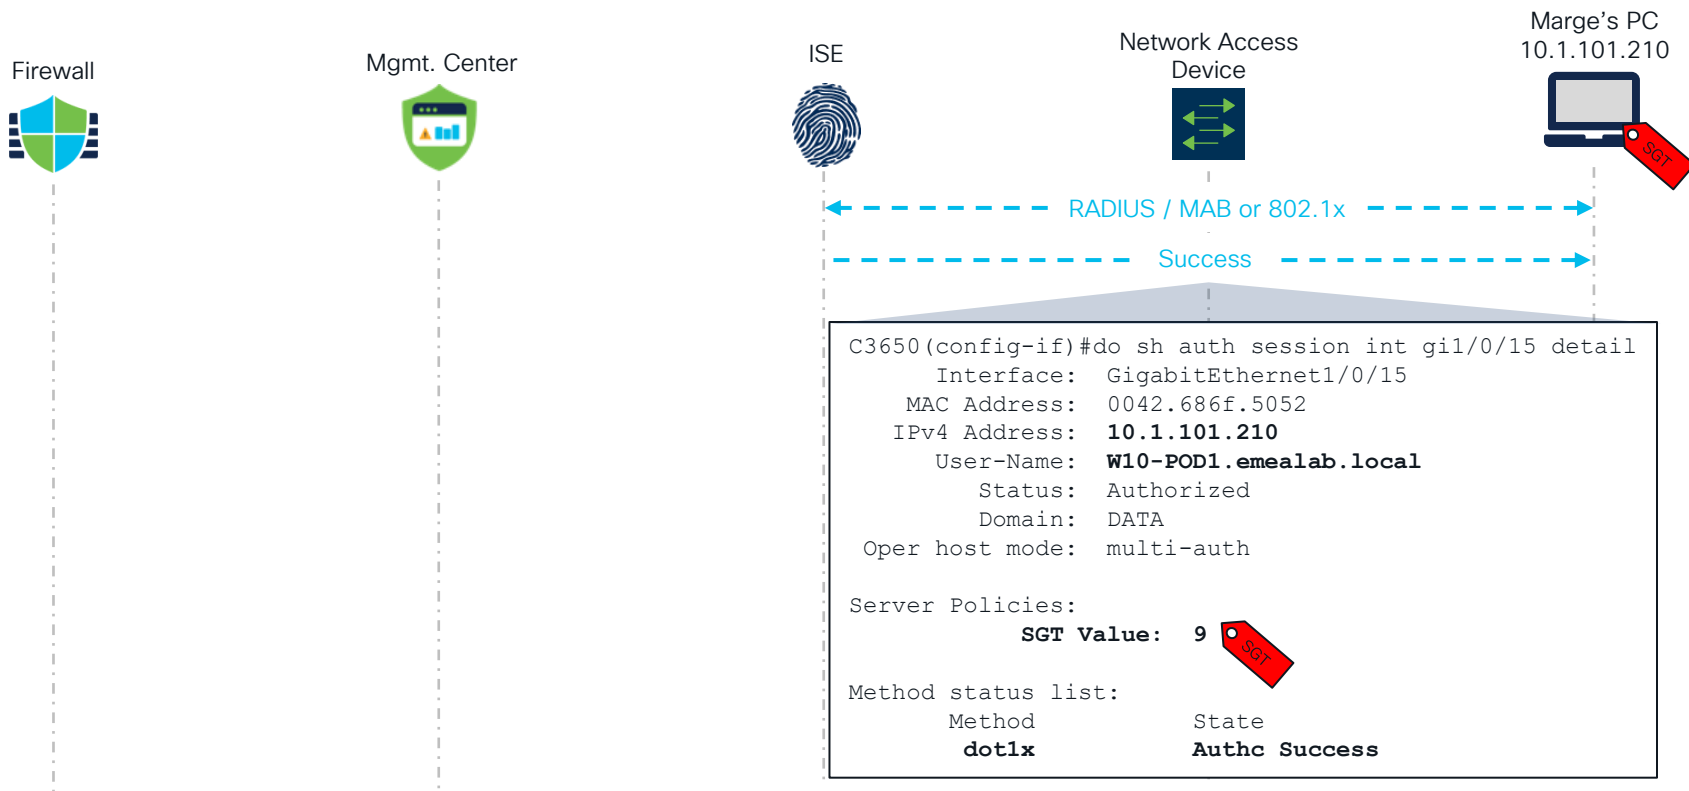 Firewall
Mgmt. Center
ISE
Network Access
Device
Marge's PC
10.1.101.210
SGT
RADIUS / MAB or 802.1x
Success
C3650(config-if)#do sh auth session int gi1/0/15 detail
Interface: GigabitEthernet1/0/15
MAC Address: 0042.686f.5052
IPv4 Address: 10.1.101.210
User-Name: W10-POD1.emealab.local
Status: Authorized
Domain: DATA
Oper host mode: multi-auth
Server Policies:
SGT Value: 9
SGT
Method status list:
Method State
dot1x Authc Success